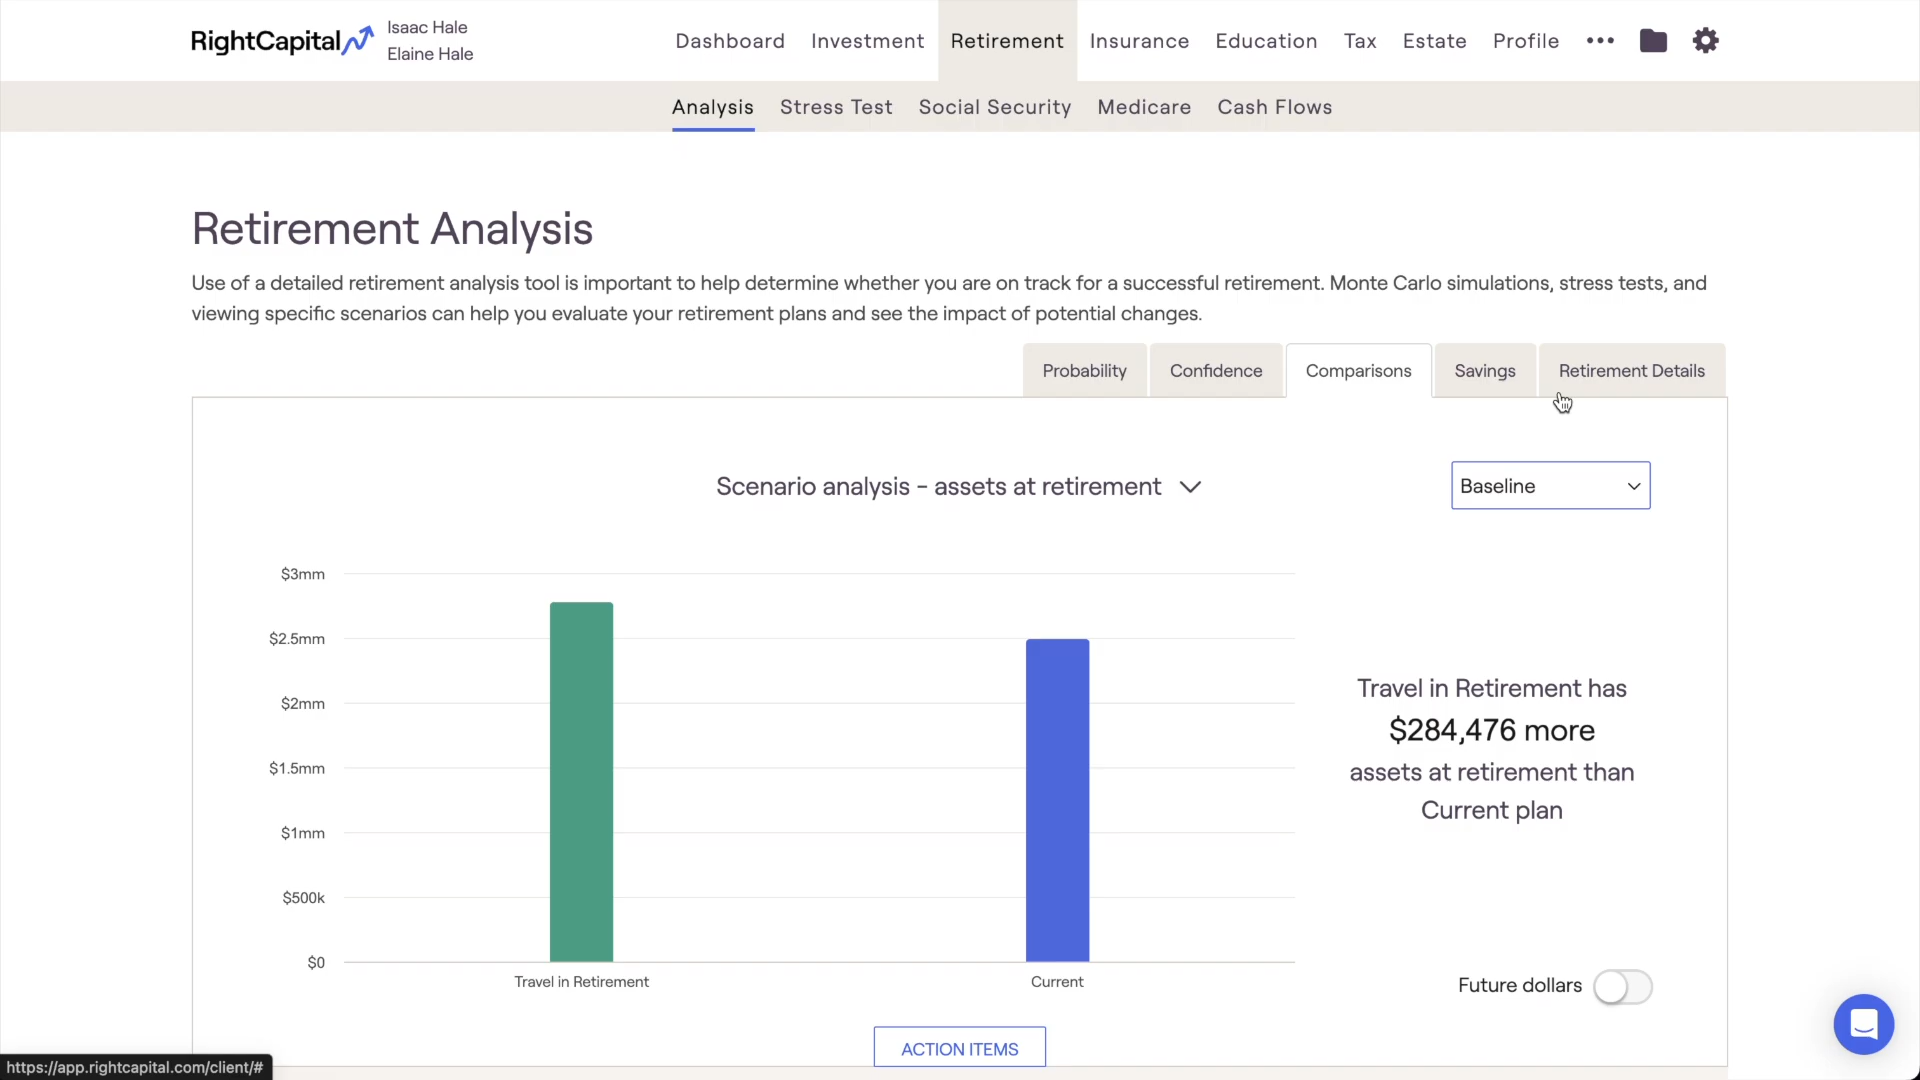 RightCapital
Isaac Hale
Elaine Hale
Dashboard Investment Retirement Insurance Education Tax Estate Profile
Analysis Stress Test Social Security Medicare Cash Flows
Retirement Analysis
Use of a detailed retirement analysis tool is important to help determine whether you are on track for a successful retirement. Monte Carlo simulations, stress tests, and
viewing specific scenarios can help you evaluate your retirement plans and see the impact of potential changes.
Probability Confidence Comparisons Savings Retirement Details
Scenario analysis - assets at retirement
Baseline
$3mm
$2.5mm
$2mm
$1.5mm
$1mm
$500k
$0
Travel in Retirement
Current
Travel in Retirement has
$284,476 more
assets at retirement than
Current plan
Future dollars
ACTION ITEMS
https://app.rightcapital.com/client/#